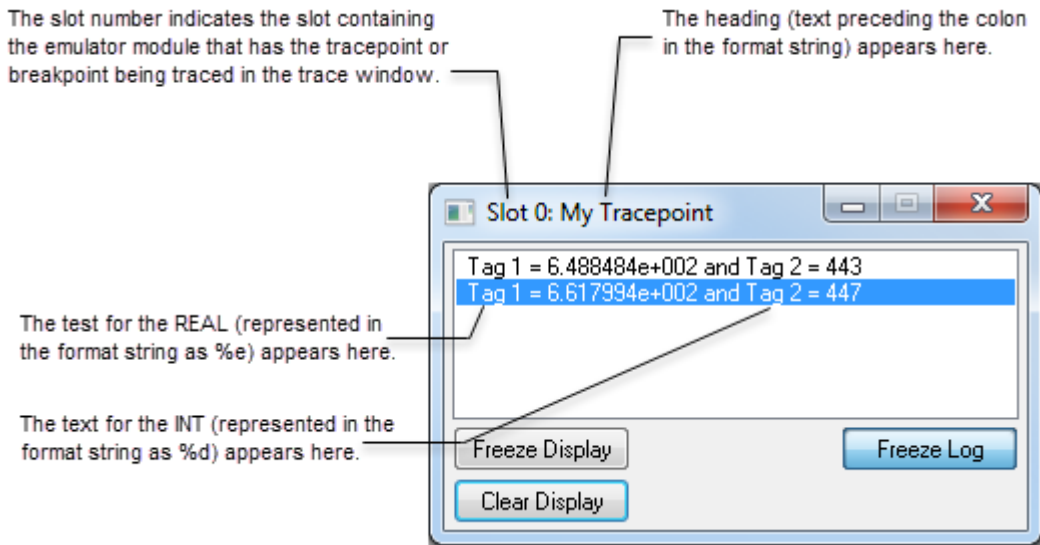 The slot number indicates the slot containing
the emulator module that has the tracepoint or
breakpoint being traced in the trace window.
The heading (text preceding the colon
in the format string) appears here.
Slot 0: My Tracepoint
Tag 1 = 6.488484e+002 and Tag 2 = 443
Tag 1 = 6.617994e+002 and Tag 2 = 447
The test for the REAL (represented in
the format string as %e) appears here.
The text for the INT (represented in the
format string as %d) appears here.
Freeze Display
Freeze Log
Clear Display